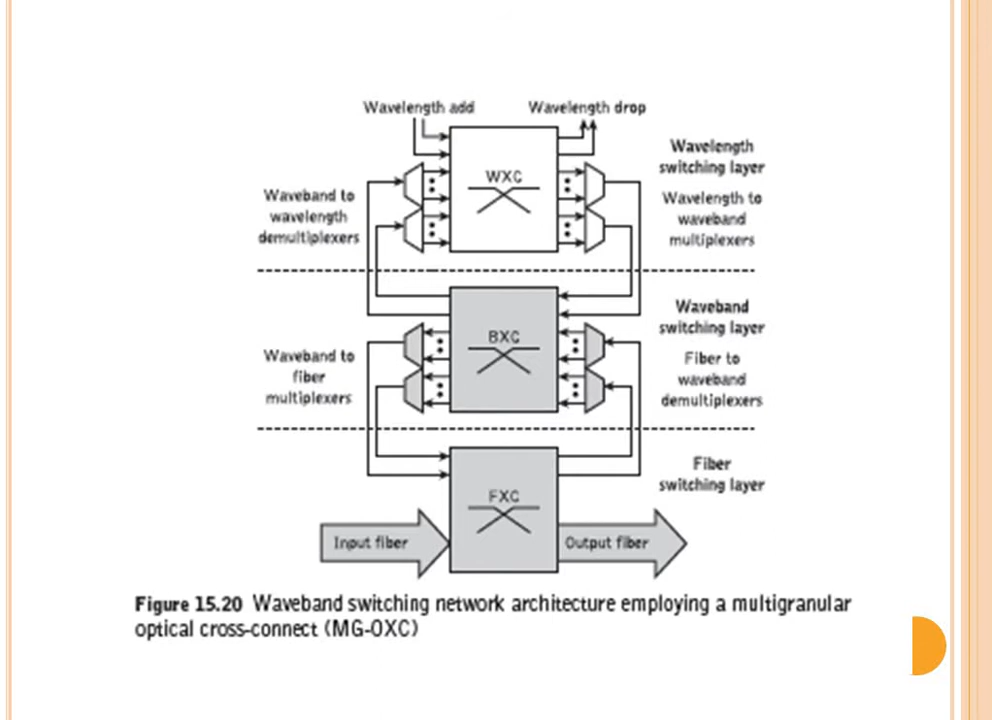 Wavelength add
Wavelength drop
WXC
Wavelength
switching layer
Waveband to
wavelength
demultiplexers
Wavelength to
waveband
multiplexers
BXC
Waveband
switching layer
Waveband to
fiber
multiplexers
Fiber to
waveband
demultiplexers
FXC
Fiber
switching layer
Input fiber
Output fiber
Figure 15.20 Waveband switching network architecture employing a multigranular
optical cross-connect (MG-OXC)